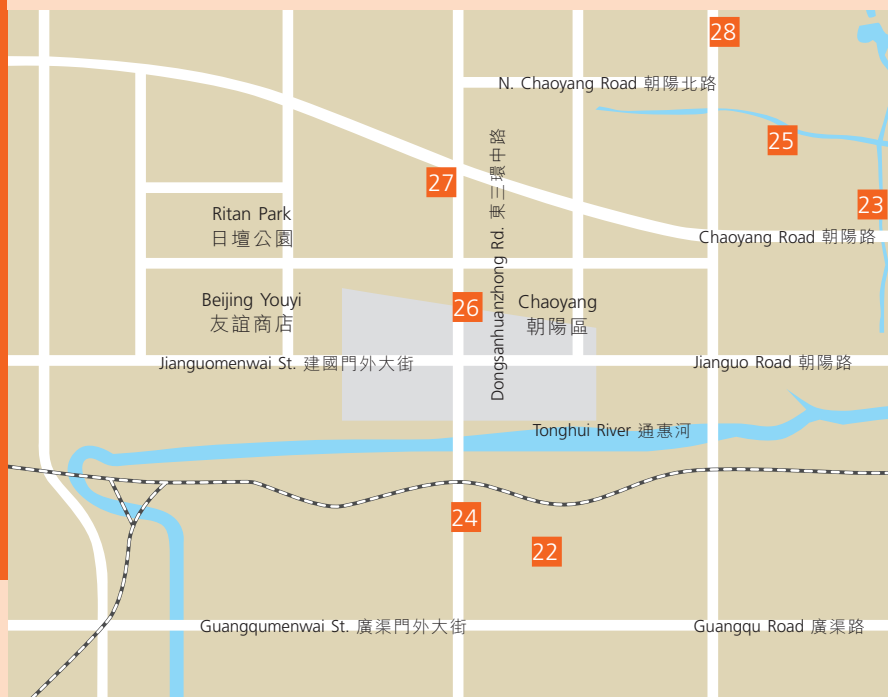 28
N. Chaoyang Road 朝陽北路
25
Dongsanhuanzhong Rd. 東三環中路
27
23
Ritan Park
日壇公園
Chaoyang Road 朝陽路
Beijing Youyi
友誼商店
26
Chaoyang
朝陽區
Jianguomenwai St. 建國門外大街
Jianguo Road 朝陽路
Tonghui River 通惠河
24
22
Guangqumenwai St. 廣渠門外大街
Guangqu Road 廣渠路